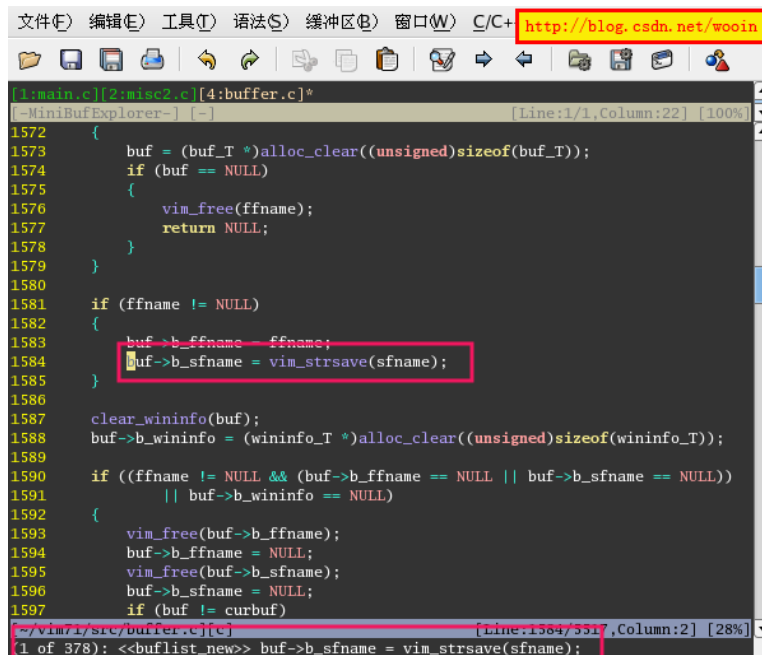 文件(F) 编辑(E) 工具(T) 语法(S) 缓冲区(B) 窗口(W) C/C+
http://blog.csdn.net/wooin
[1:main.c][2:misc2.c][4:buffer.c]*
[-MiniBufExplorer-] [-] [Line:1/1,Column:22] [100%]
1572 {
1573 buf = (buf_T *)alloc_clear((unsigned)sizeof(buf_T));
1574 if (buf == NULL)
1575 {
1576 vim_free(ffname);
1577 return NULL;
1578 }
1579 }
1580
1581 if (ffname != NULL)
1582 {
1583 buf->b_ffname = ffname;
1584 buf->b_sfname = vim_strsave(sfname);
1585 }
1586
1587 clear_wininfo(buf);
1588 buf->b_wininfo = (wininfo_T *)alloc_clear((unsigned)sizeof(wininfo_T));
1589
1590 if ((ffname != NULL && (buf->b_ffname == NULL || buf->b_sfname == NULL))
1591 || buf->b_wininfo == NULL)
1592 {
1593 vim_free(buf->b_ffname);
1594 buf->b_ffname = NULL;
1595 vim_free(buf->b_sfname);
1596 buf->b_sfname = NULL;
1597 if (buf != curbuf)
[~/vim71/src/buffer.c][c] [Line:1584/5517,Column:2] [28%]
(1 of 378): <<buflist_new>> buf->b_sfname = vim_strsave(sfname);